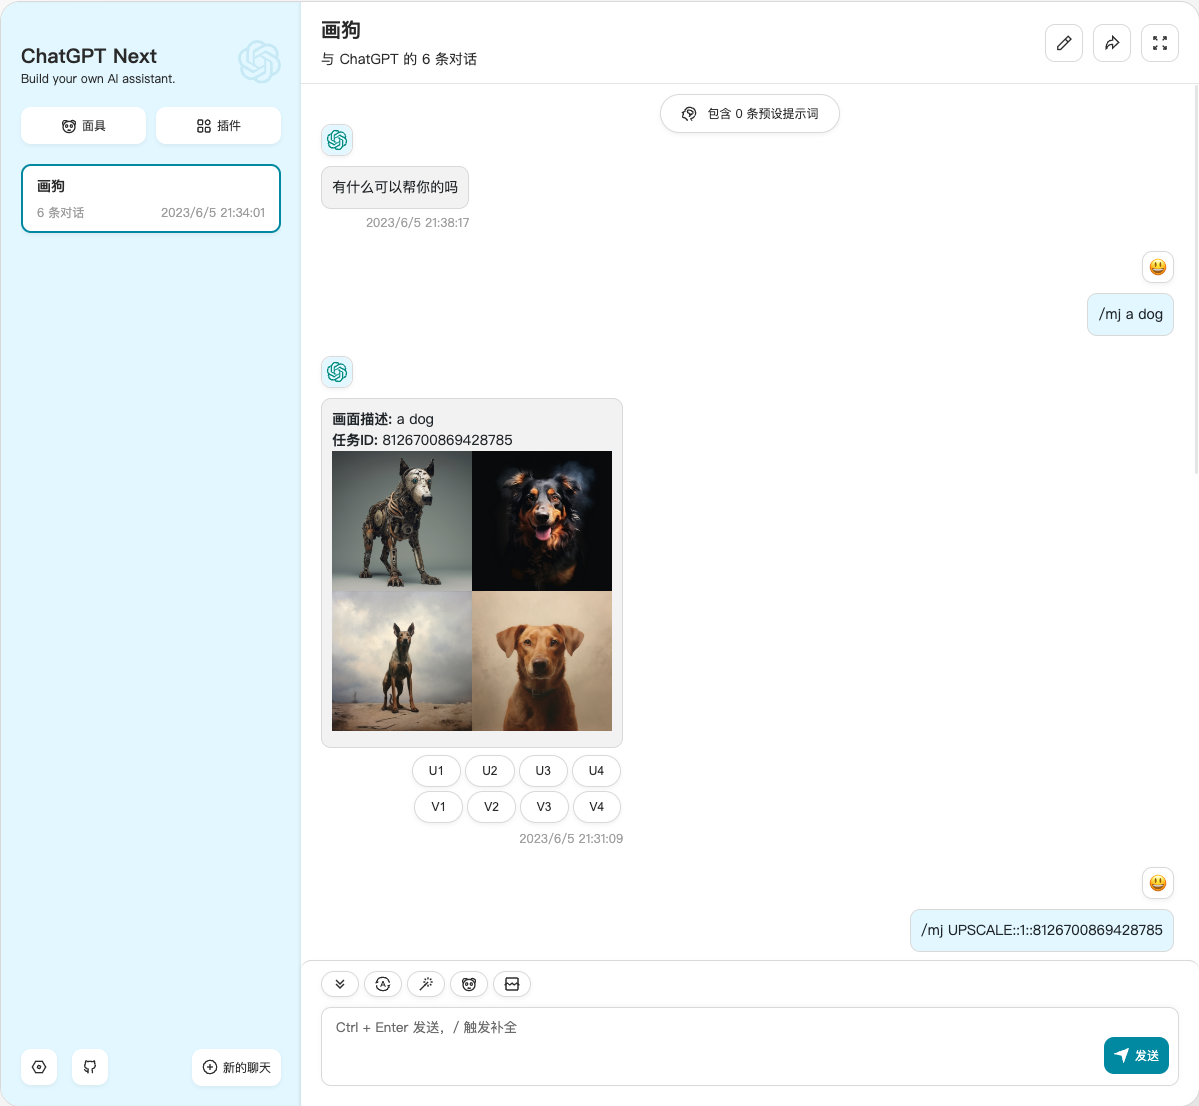 ChatGPT Next
Build your own AI assistant.
面具
插件
画狗
6 条对话
2023/6/5 21:34:01
新的聊天
画狗
与 ChatGPT 的 6 条对话
包含 0 条预设提示词
有什么可以帮你的吗
2023/6/5 21:38:17
/mj a dog
画面描述: a dog
任务ID: 8126700869428785
U1
U2
U3
U4
V1
V2
V3
V4
2023/6/5 21:31:09
/mj UPSCALE::1::8126700869428785
A
Ctrl + Enter 发送，/ 触发补全
发送